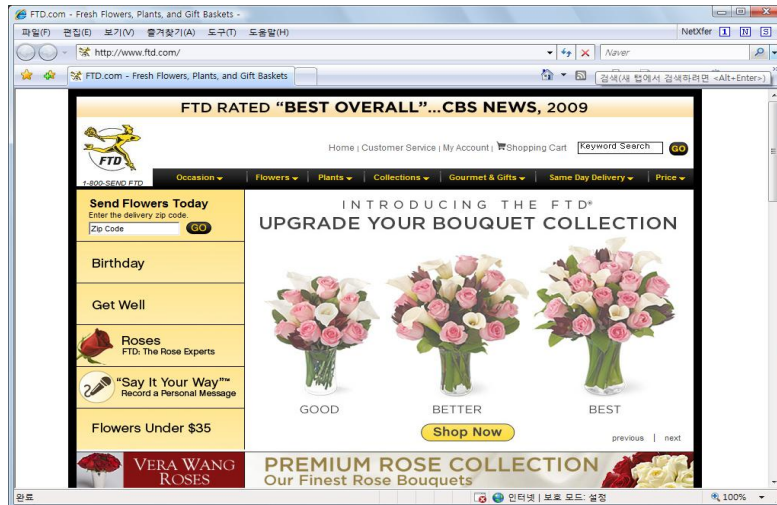 FTD.com - Fresh Flowers, Plants, and Gift Baskets -
파일(F) 편집(E) 보기(V) 즐겨찾기(A) 도구(T) 도움말(H)
NetXfer
http://www.ftd.com/
Naver
FTD.com - Fresh Flowers, Plants, and Gift Baskets
검색(새 탭에서 검색하려면 <Alt+Enter>)
FTD RATED “BEST OVERALL”...CBS NEWS, 2009
FTD
1-800-SEND FTD
Home | Customer Service | My Account | Shopping Cart Keyword Search GO
Occasion Flowers Plants Collections Gourmet & Gifts Same Day Delivery Price
Send Flowers Today
Enter the delivery zip code.
Zip Code GO
Birthday
Get Well
Roses
FTD: The Rose Experts
“Say It Your Way”™
Record a Personal Message
Flowers Under $35
INTRODUCING THE FTD®
UPGRADE YOUR BOUQUET COLLECTION
GOOD BETTER BEST
Shop Now
previous | next
VERA WANG
ROSES
PREMIUM ROSE COLLECTION
Our Finest Rose Bouquets
완료
인터넷 | 보호 모드: 설정
100%